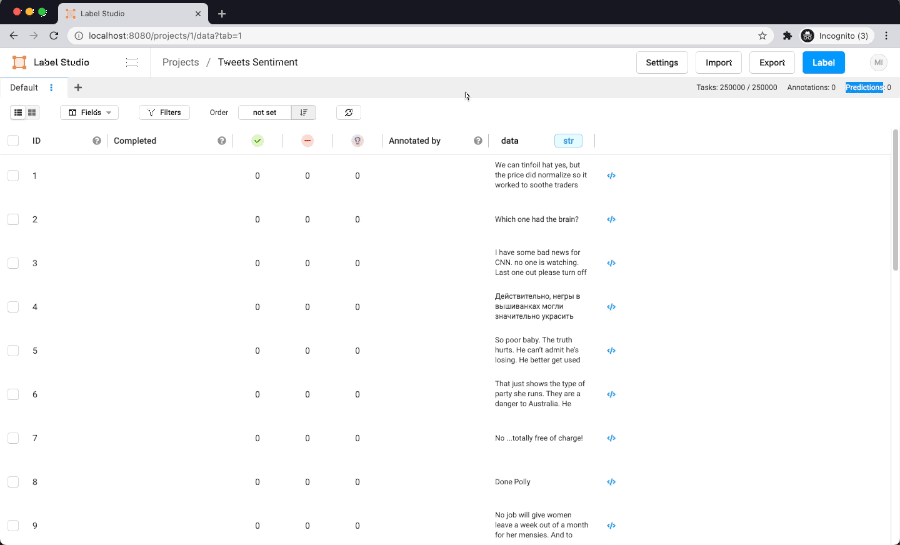 Label Studio
localhost:8080/projects/1/data?tab=1
Incognito (3)
Label Studio
Projects > Tweets Sentiment
Settings
Import
Export
Label
MI
Default
Tasks: 250000 / 250000
Annotations: 0
Predictions: 0
Fields
Filters
Order
not set
ID
Completed
Annotated by
data
str
1
0
0
0
We can tinfoil hat yes, but
the price did normalize so it
worked to soothe traders
2
0
0
0
Which one had the brain?
3
0
0
0
I have some bad news for
CNN. no one is watching.
Last one out please turn off
4
0
0
0
Действительно, негры в
вышиванках могли
значительно украсить
5
0
0
0
So poor baby. The truth
hurts. He can't admit he's
losing. He better get used
6
0
0
0
That just shows the type of
party she runs. They are a
danger to Australia. He
7
0
0
0
No ...totally free of charge!
8
0
0
0
Done Polly
9
0
0
0
No job will give women
leave a week out of a month
for her mensies. And to